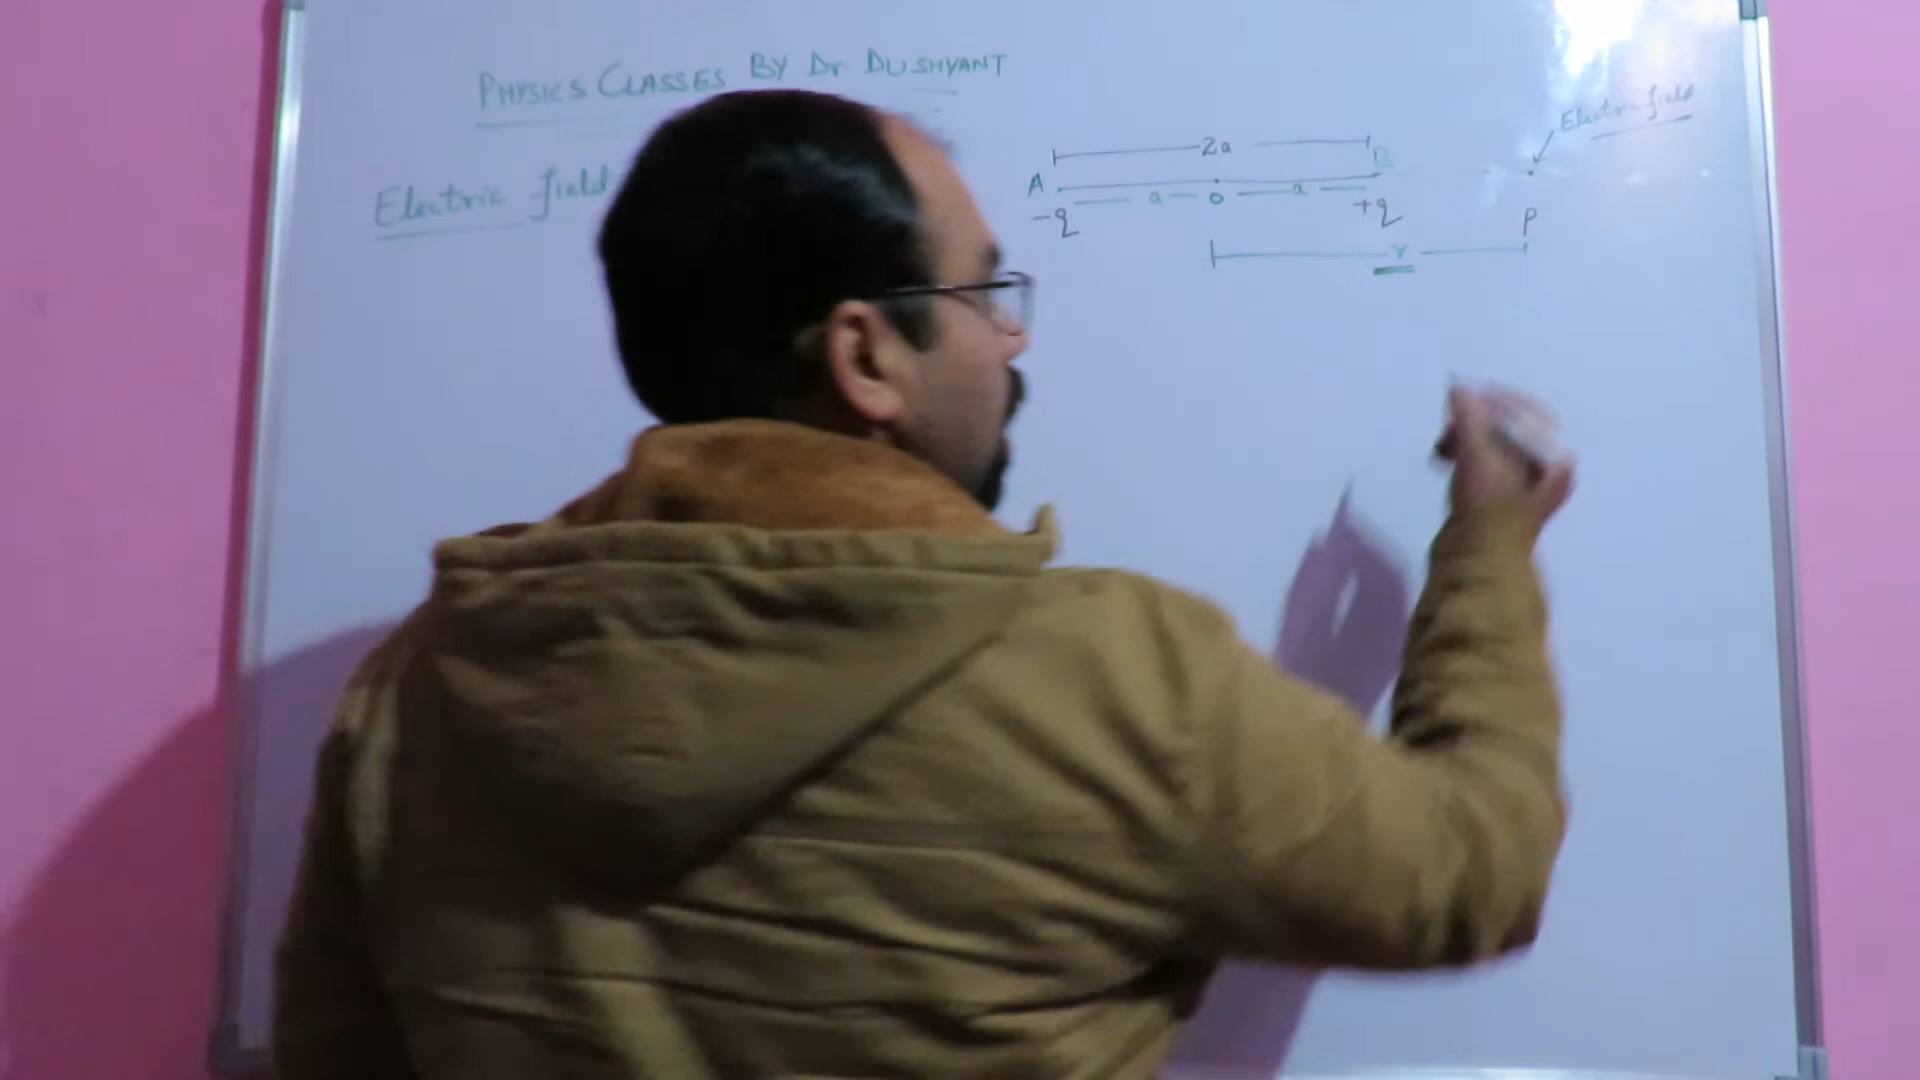 PHYSICS CLASSES BY Dr DUSHYANT
Electric field
Electric field
2a
A B
a o a
-q +q P
r